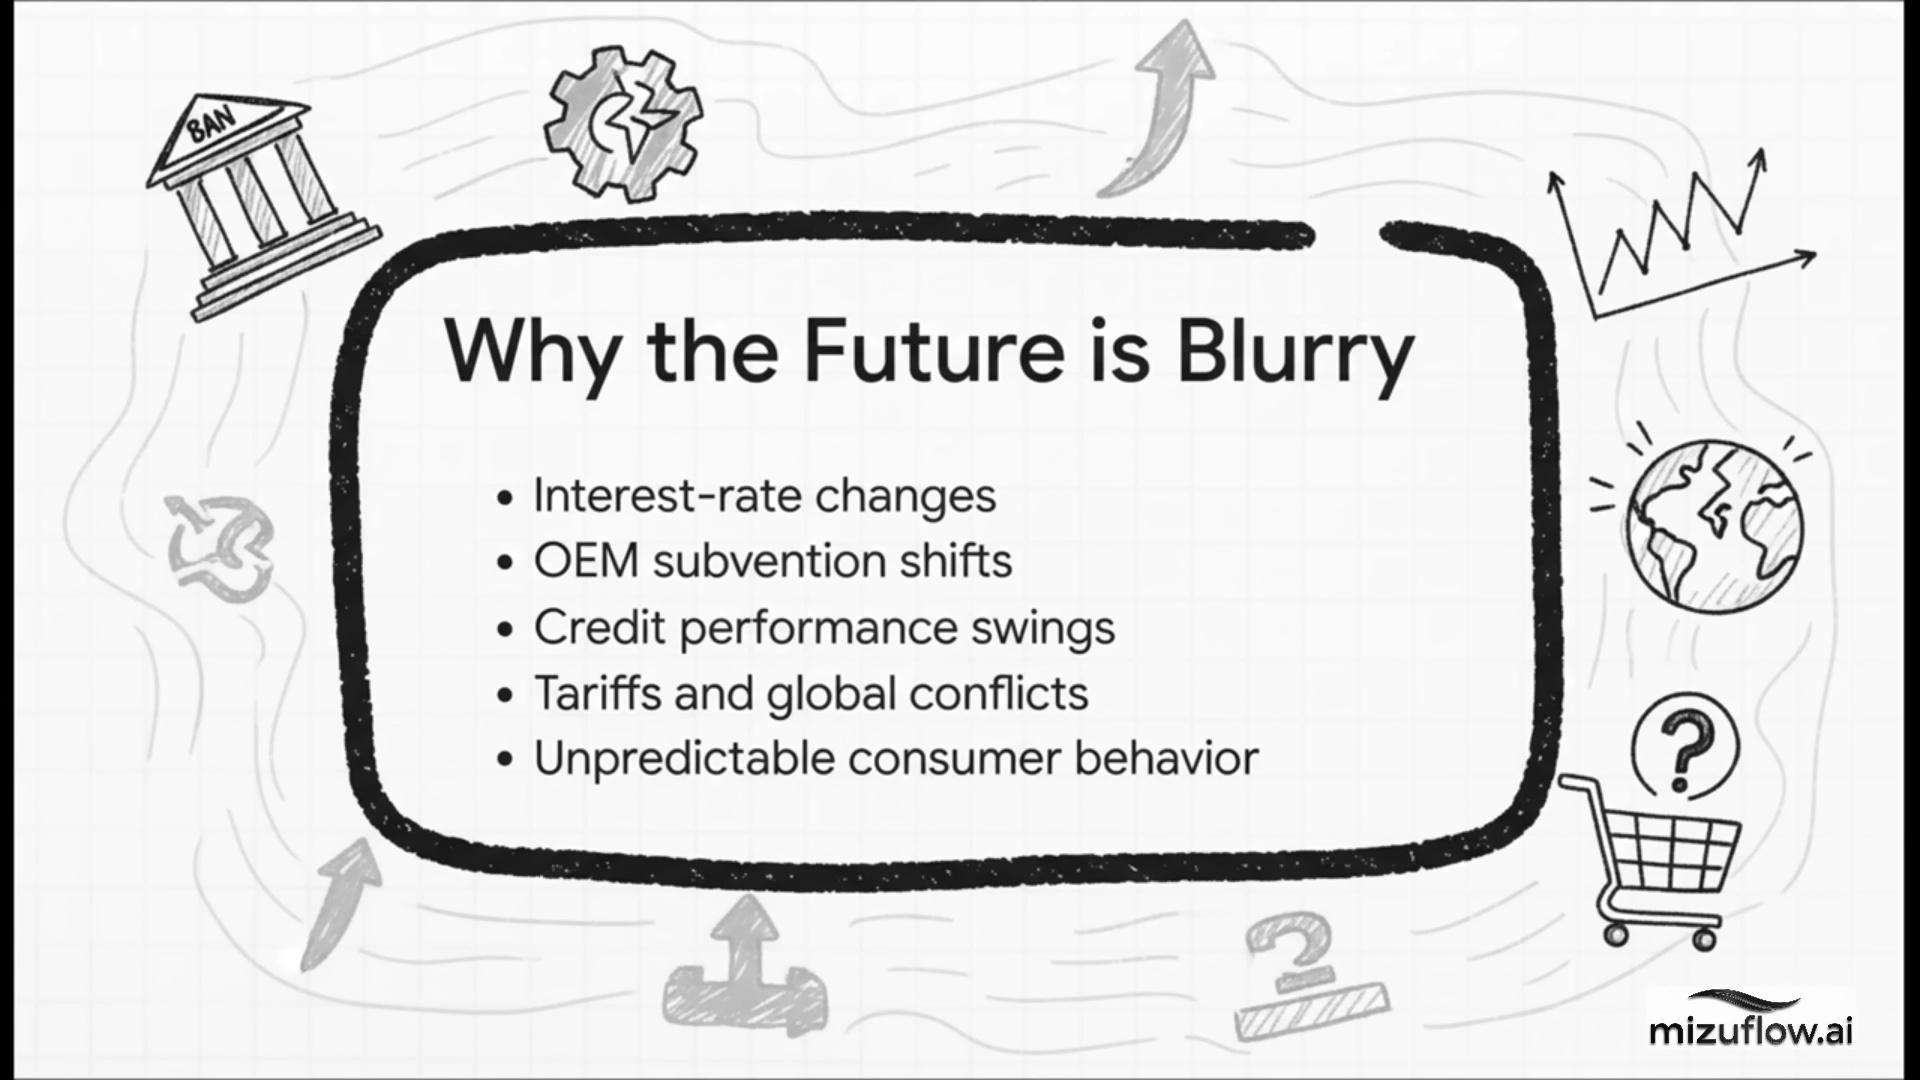 BAN
Why the Future is Blurry
• Interest-rate changes
• OEM subvention shifts
• Credit performance swings
• Tariffs and global conflicts
• Unpredictable consumer behavior
?
mizuflow.ai